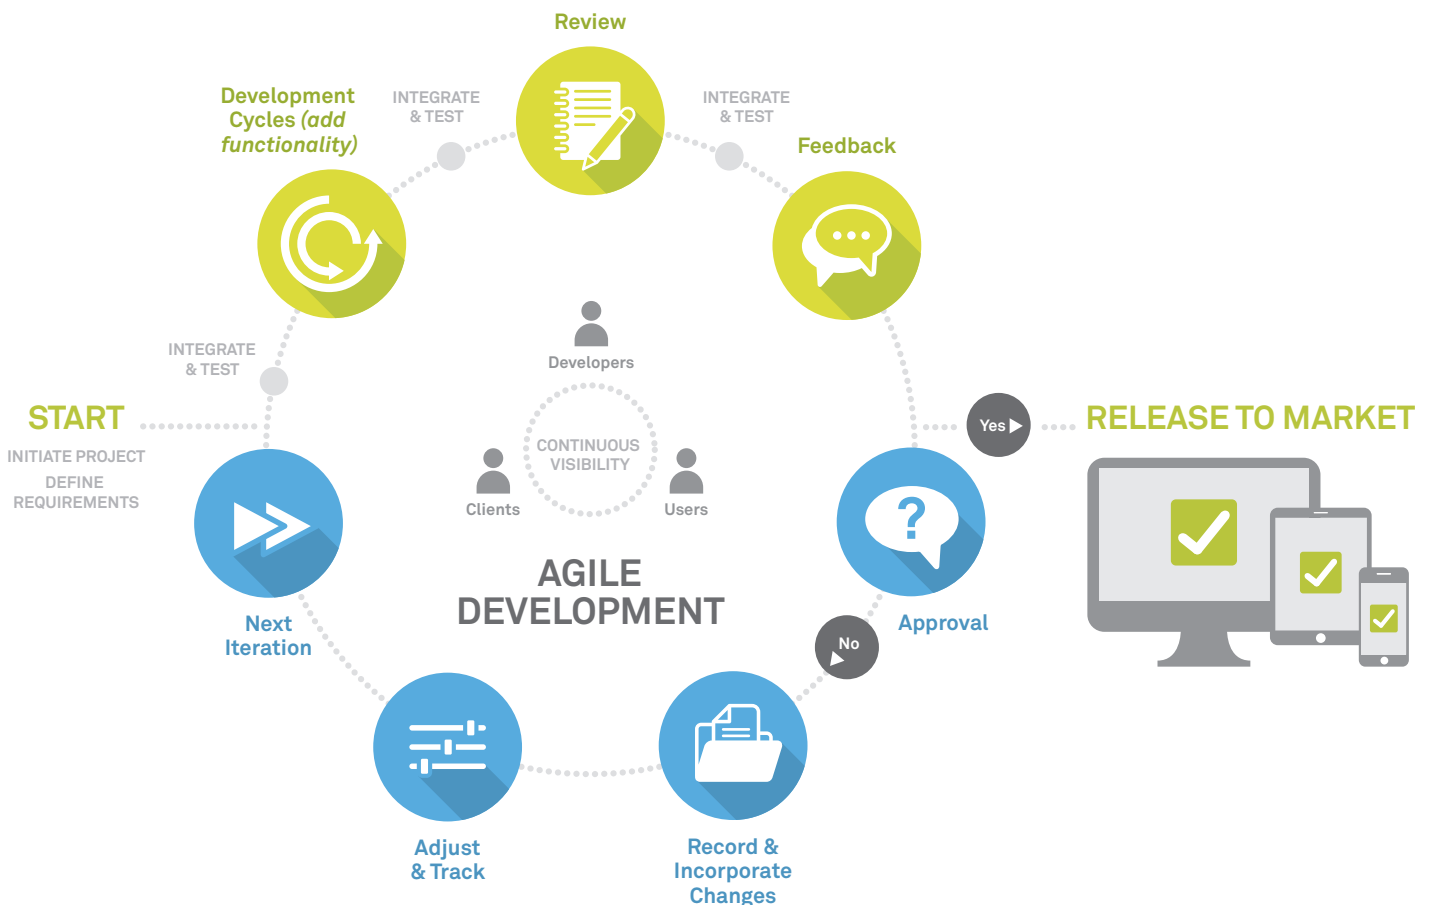 Review
Development
Cycles (add
functionality)
INTEGRATE
& TEST
INTEGRATE
& TEST
Feedback
INTEGRATE
& TEST
START
INITIATE PROJECT
DEFINE
REQUIREMENTS
Developers
CONTINUOUS
VISIBILITY
Clients
Users
AGILE
DEVELOPMENT
Yes
RELEASE TO MARKET
?
Approval
No
Next
Iteration
Adjust
& Track
Record &
Incorporate
Changes